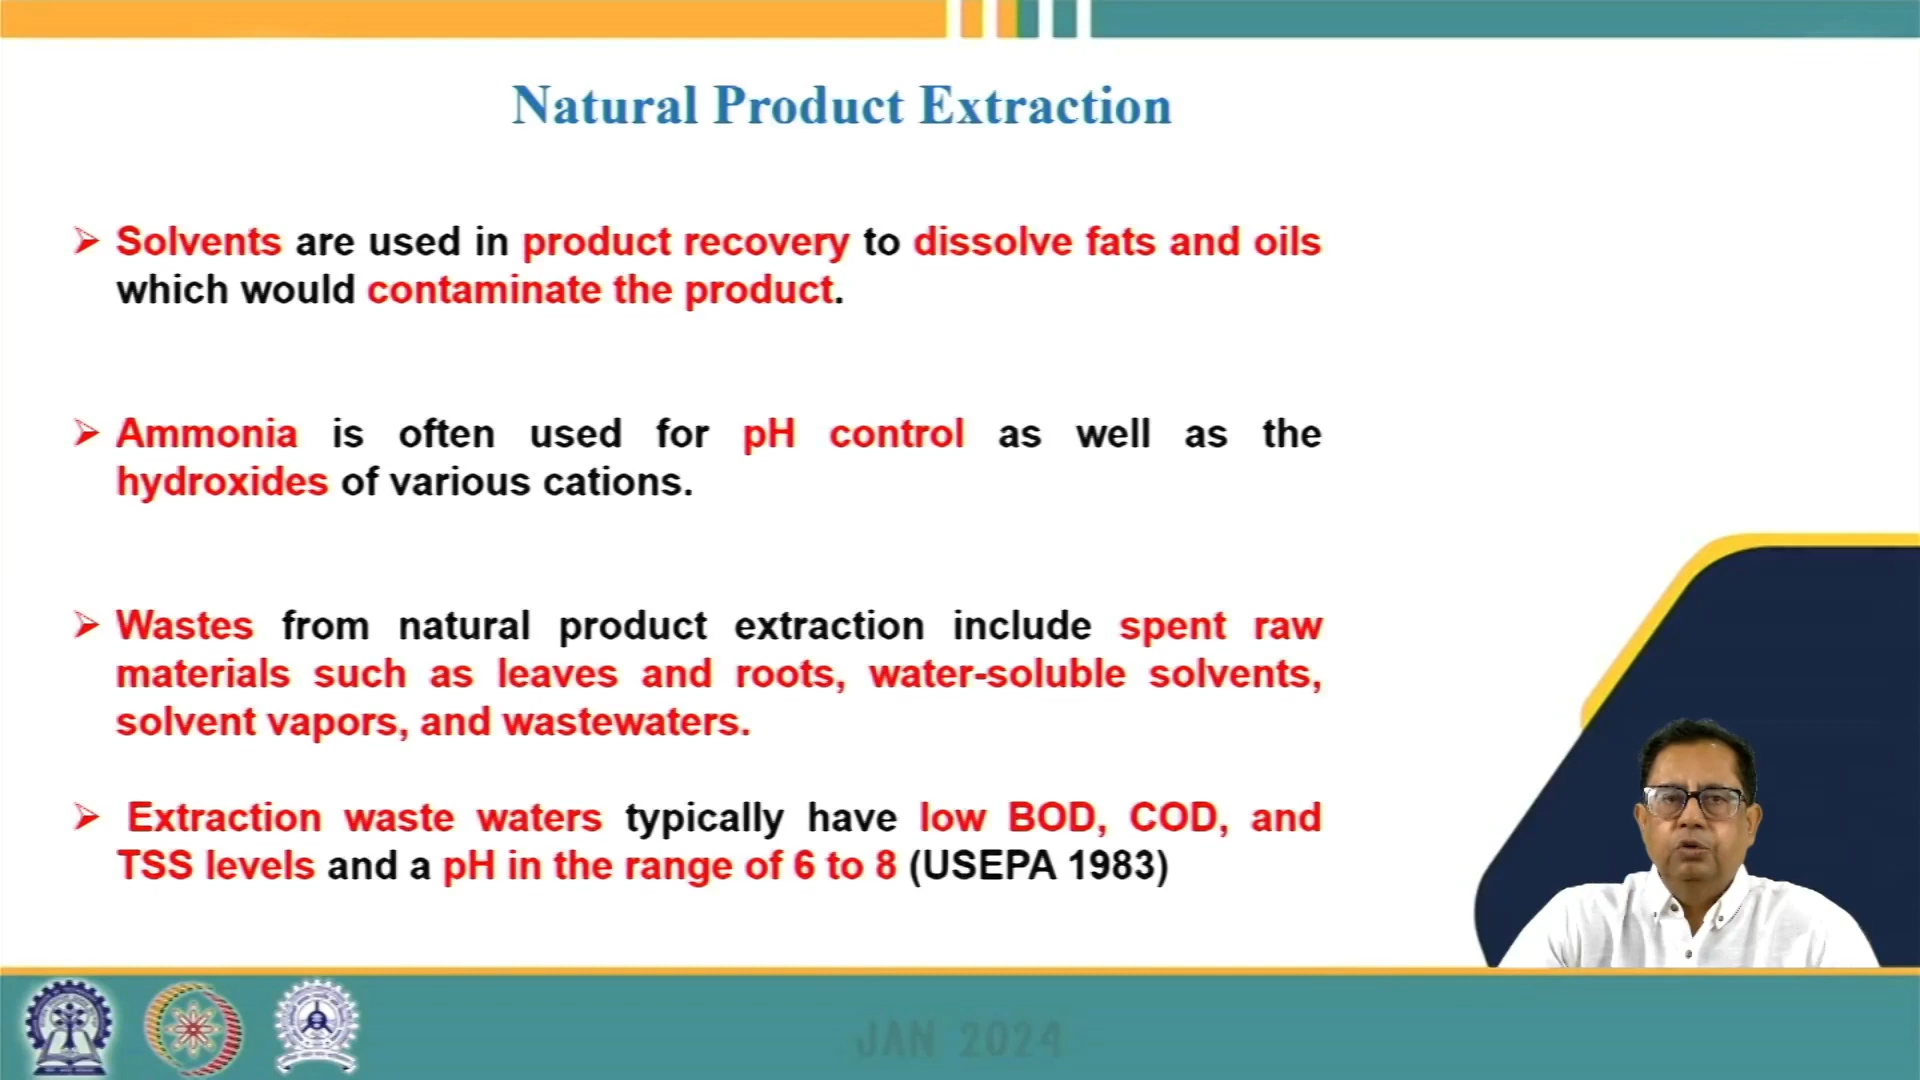 Natural Product Extraction
Solvents are used in product recovery to dissolve fats and oils
which would contaminate the product.
Ammonia is often used for pH control as well as the
hydroxides of various cations.
Wastes from natural product extraction include spent raw
materials such as leaves and roots, water-soluble solvents,
solvent vapors, and wastewaters.
Extraction waste waters typically have low BOD, COD, and
TSS levels and a pH in the range of 6 to 8 (USEPA 1983)
JAN 2024